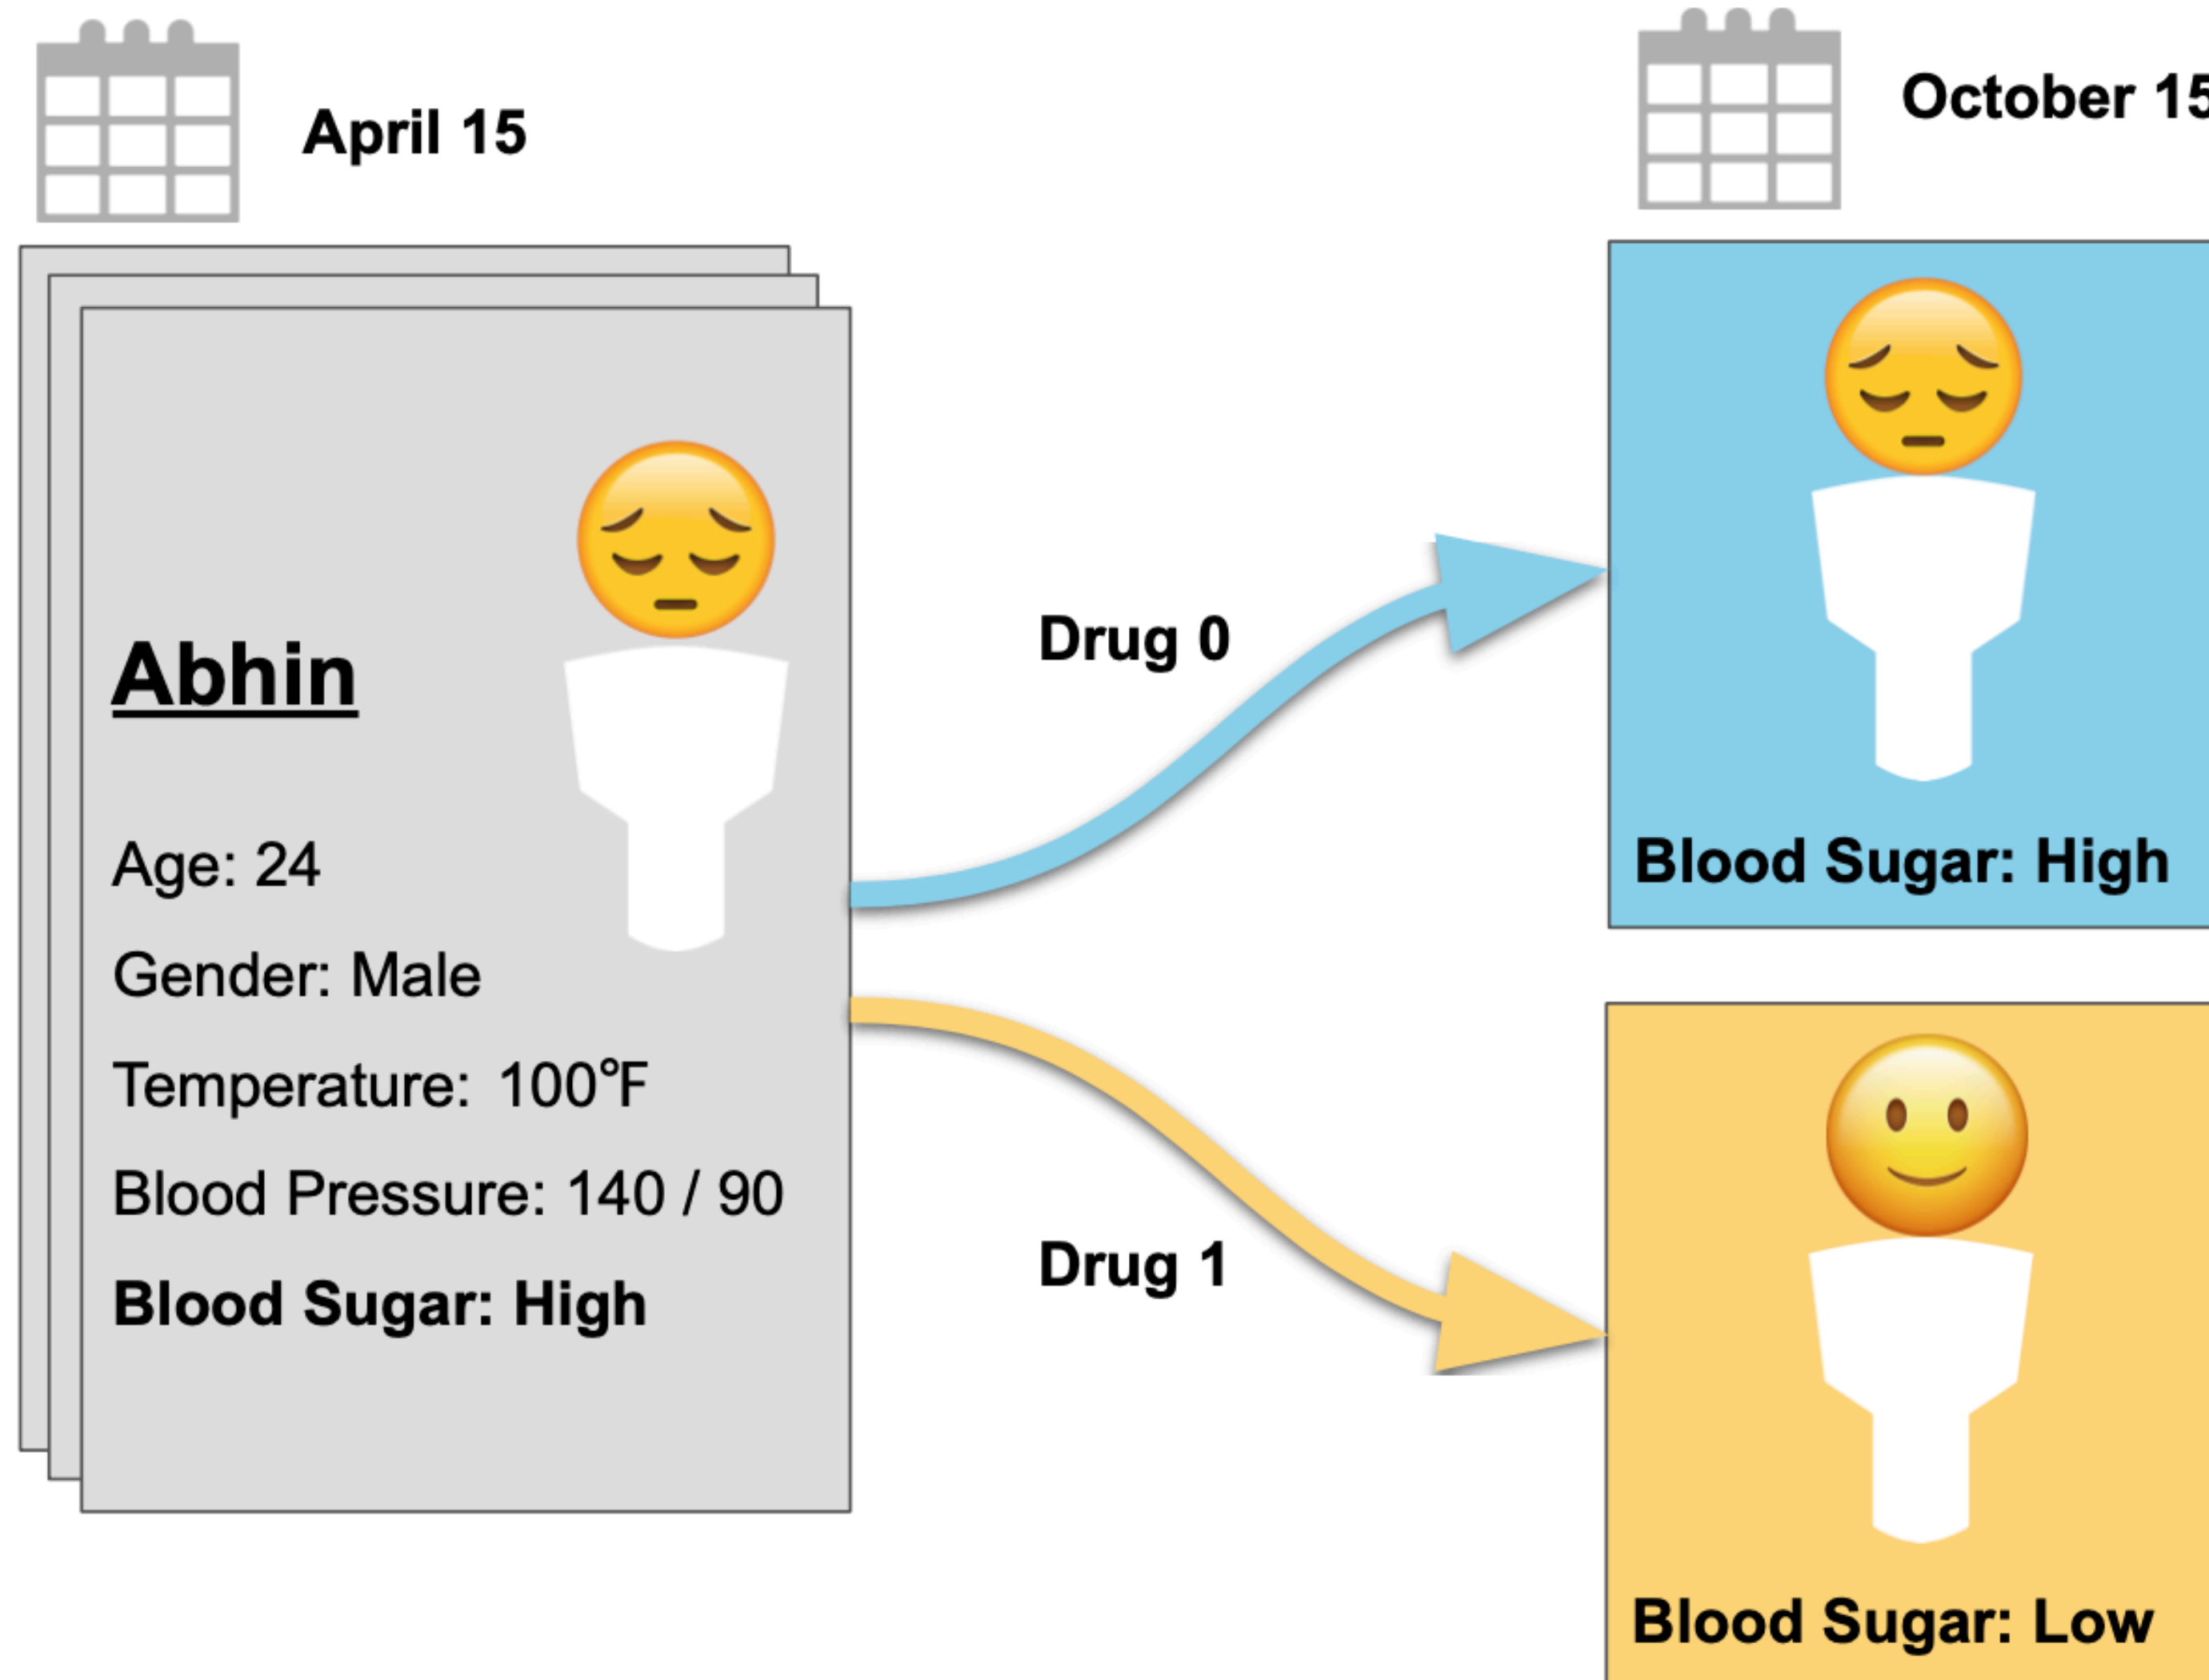 April 15
October 15
Abhin
Age: 24
Gender: Male
Temperature: 100°F
Blood Pressure: 140 / 90
Blood Sugar: High
Drug 0
Drug 1
Blood Sugar: High
Blood Sugar: Low